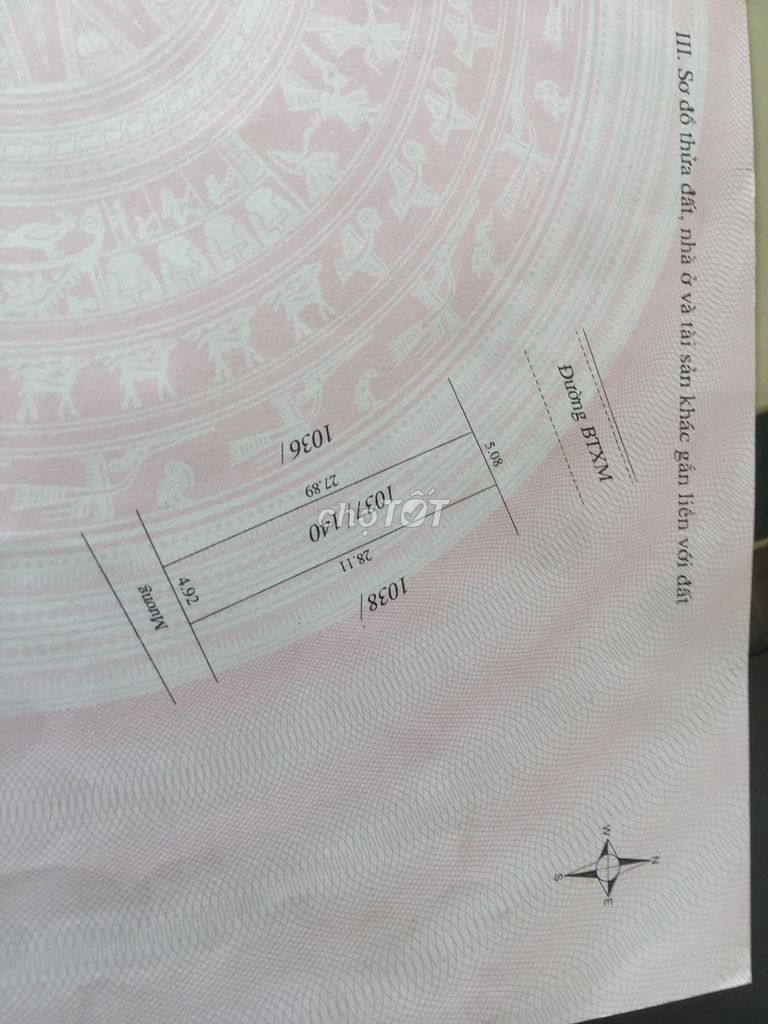 III. Sơ đồ thửa đất, nhà ở và tài sản khác gắn liền với đất
N
W
E
S
Đường BTXM
5.08
1036/
27.89
1037/140
28.11
1038/
4.92
Mương
chợTỐT